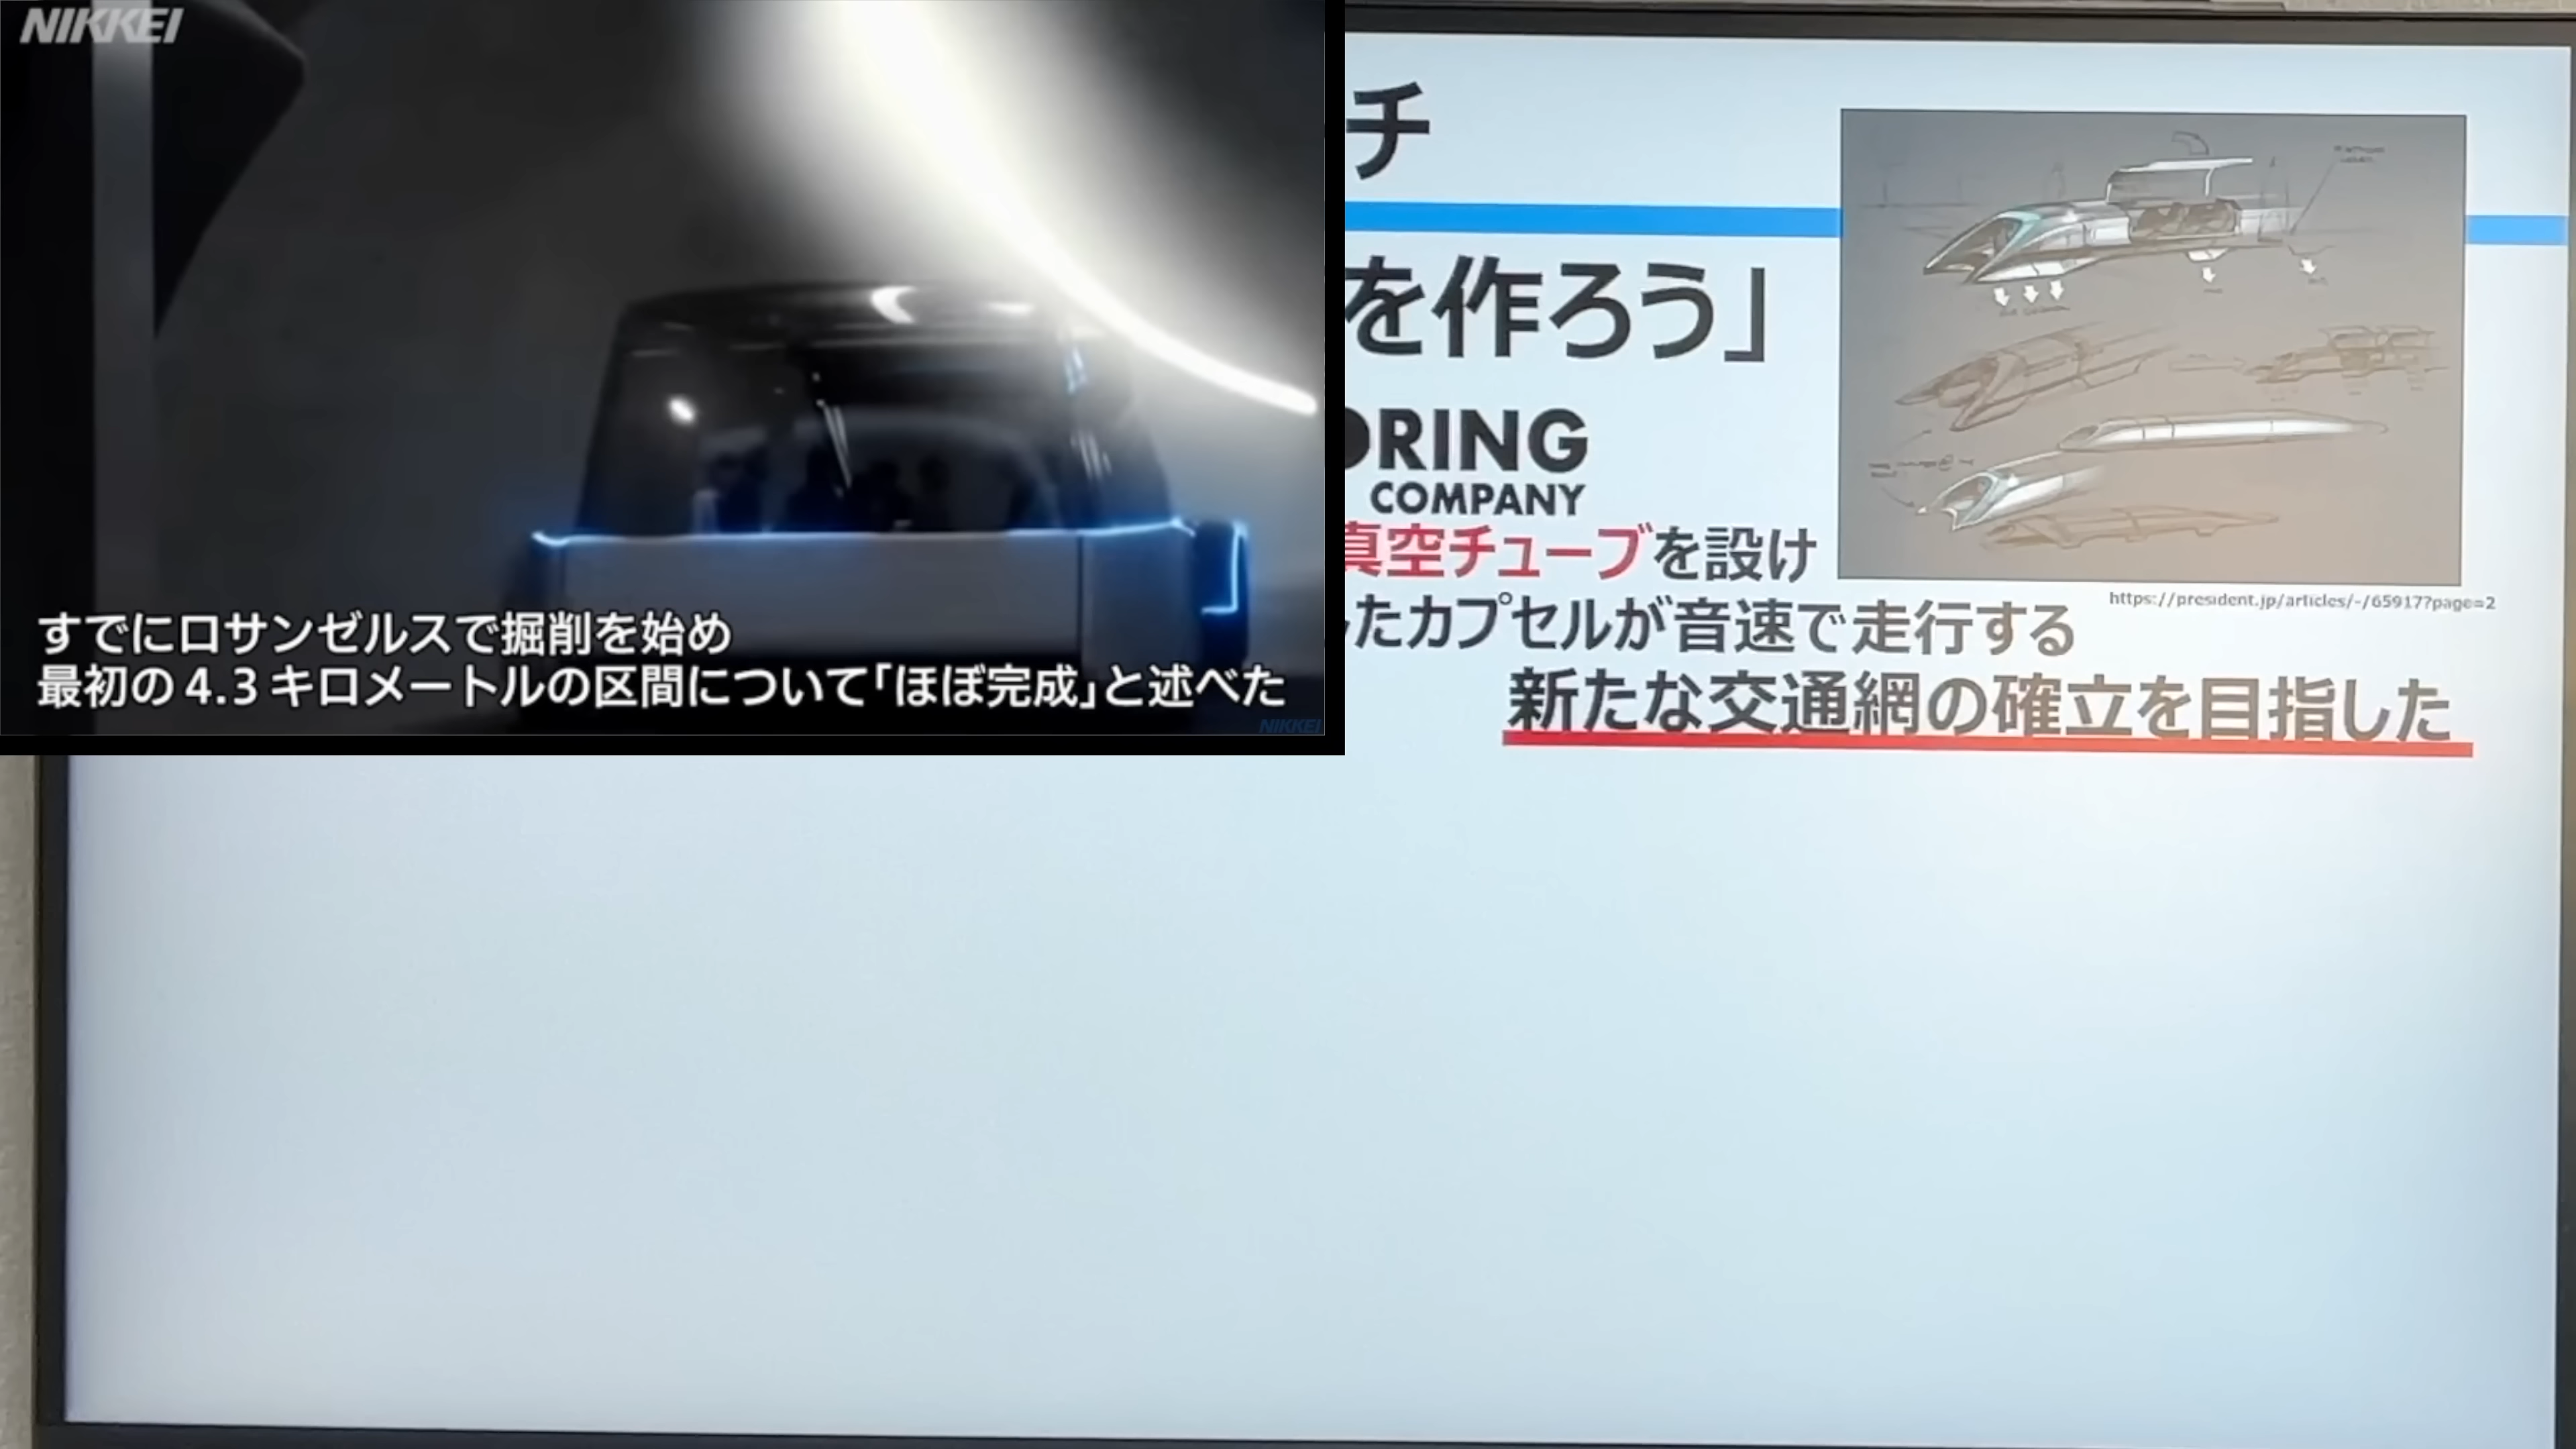 NIKKEI
すでにロサンゼルスで掘削を始め
最初の4.3キロメートルの区間について「ほぼ完成」と述べた
NIKKEI
チ
を作ろう」
ORING
COMPANY
真空チューブを設け
したカプセルが音速で走行する
新たな交通網の確立を目指した
https://president.jp/articles/-/65917?page=2